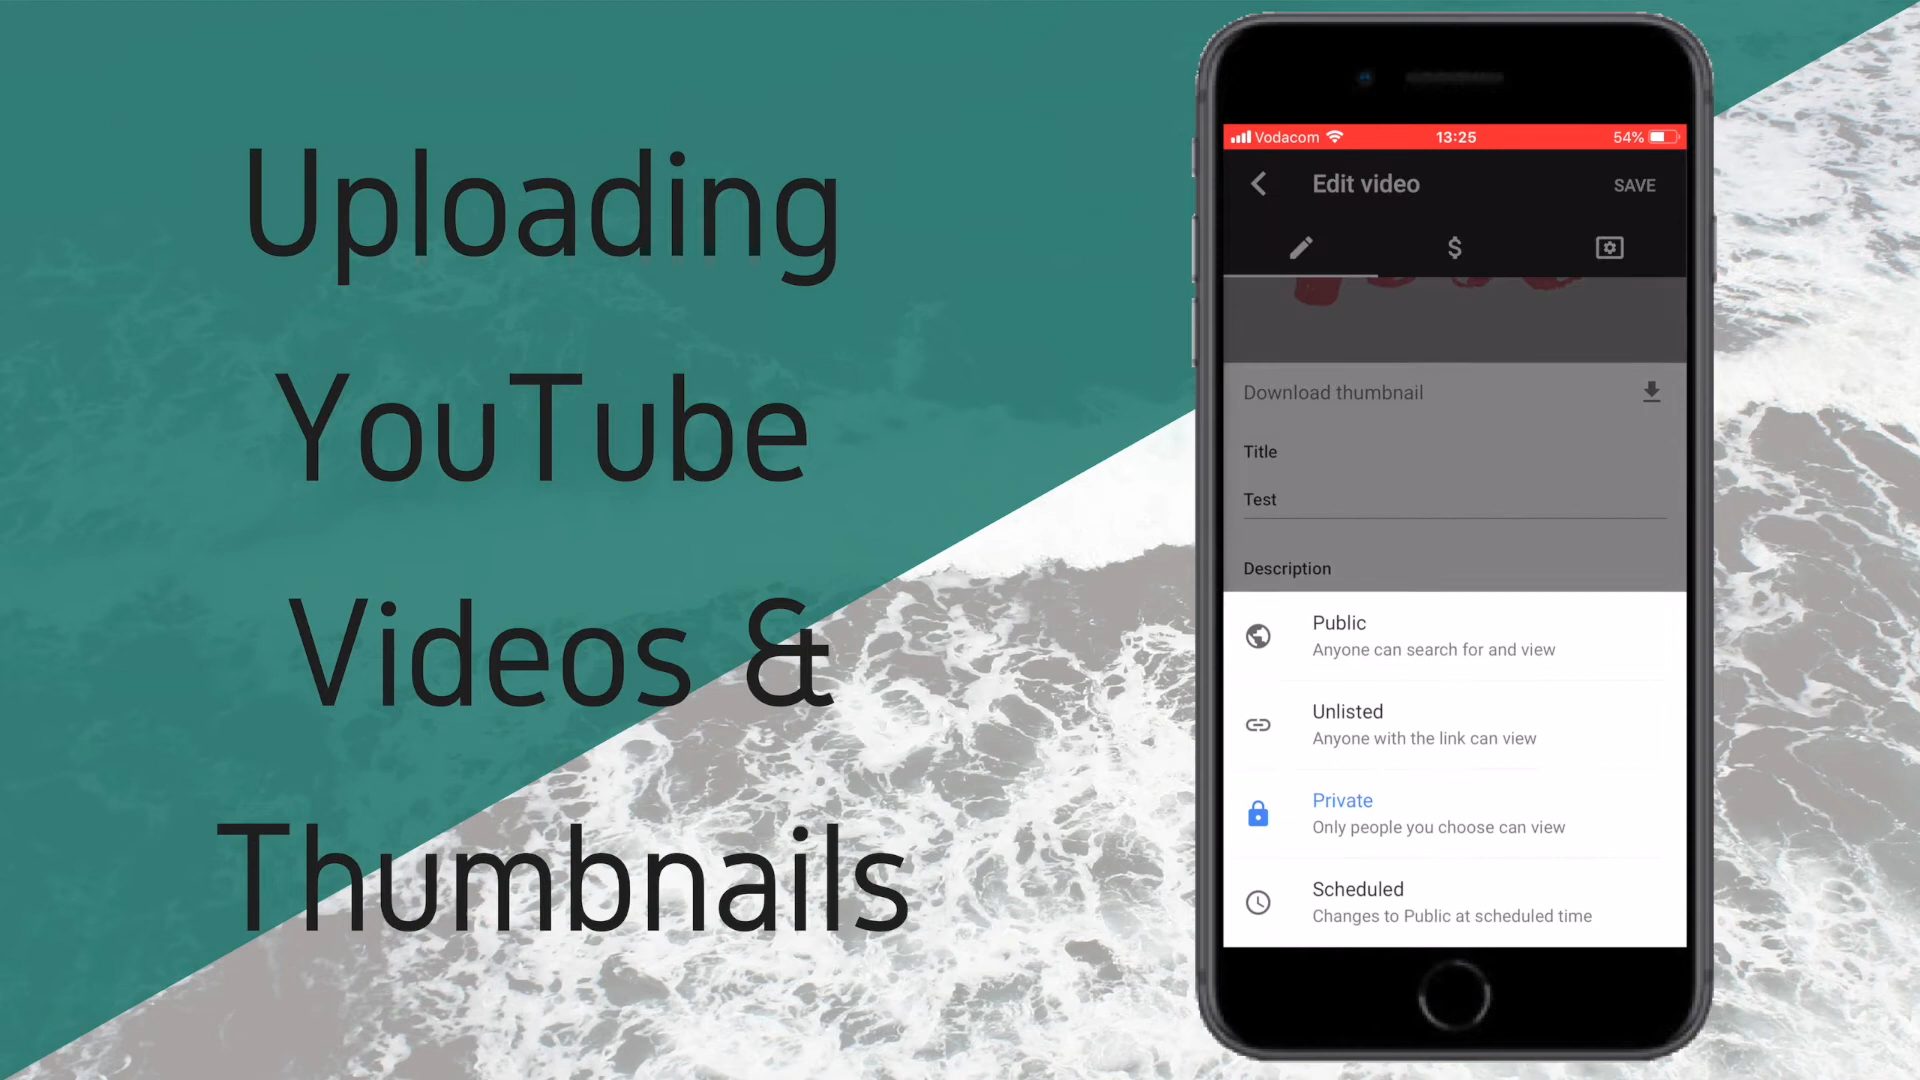 Uploading
YouTube
Videos &
Thumbnails
Vodacom 13:25 54%
Edit video SAVE
$
Download thumbnail
Title
Test
Description
Public
Anyone can search for and view
Unlisted
Anyone with the link can view
Private
Only people you choose can view
Scheduled
Changes to Public at scheduled time